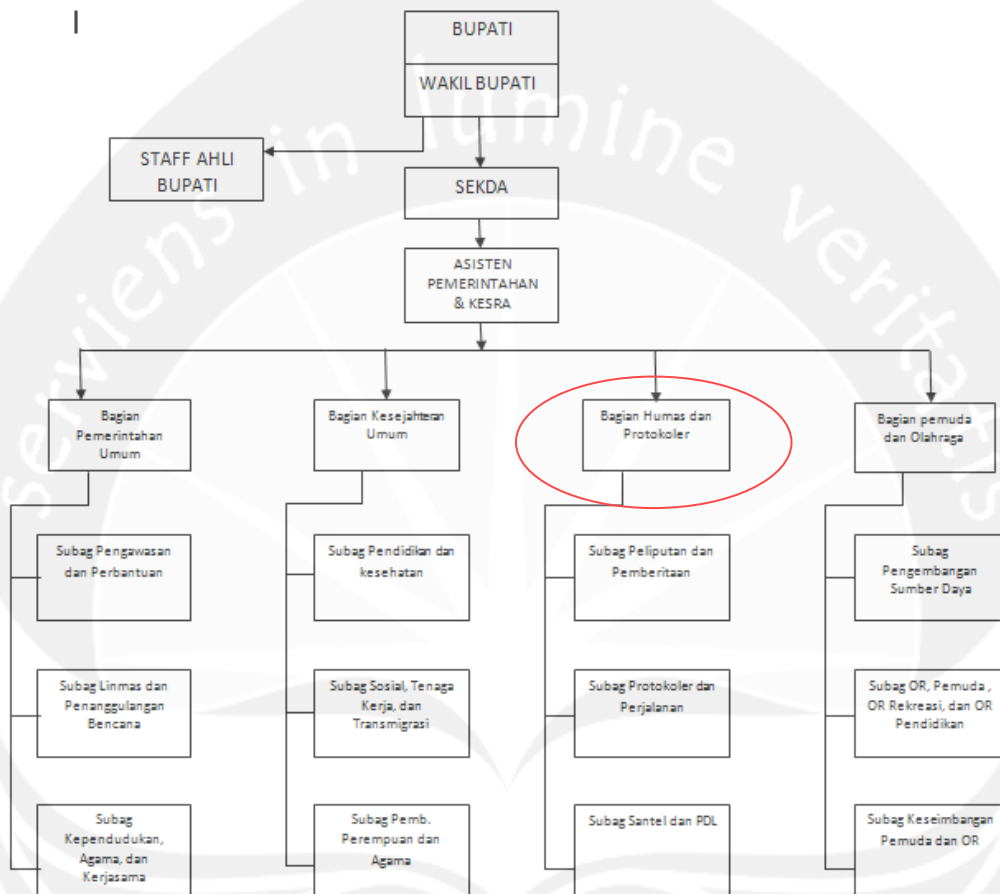 BUPATI
WAKIL BUPATI
STAFF AHLI
BUPATI
SEKDA
ASISTEN
PEMERINTAHAN
& KESRA
Bagian
Pemerintahan
Umum
Bagian Kesejahteran
Umum
Bagian Humas dan
Protokoler
Bagian pemuda
dan Olahraga
Subag Pengawasan
dan Perbantuan
Subag Pendidikan dan
kesehatan
Subag Peliputan dan
Pemberitaan
Subag
Pengembangan
Sumber Daya
Subag Linmas dan
Penanggulangan
Bencana
Subag Sosial, Tenaga
Kerja, dan
Transmigrasi
Subag Protokoler dan
Perjalanan
Subag OR, Pemuda ,
OR Rekreasi, dan OR
Pendidikan
Subag
Kependudukan,
Agama, dan
Kerjasama
Subag Pemb.
Perempuan dan
Agama
Subag Santel dan PDL
Subag Keseimbangan
Pemuda dan OR
serviens in lumine veritatis